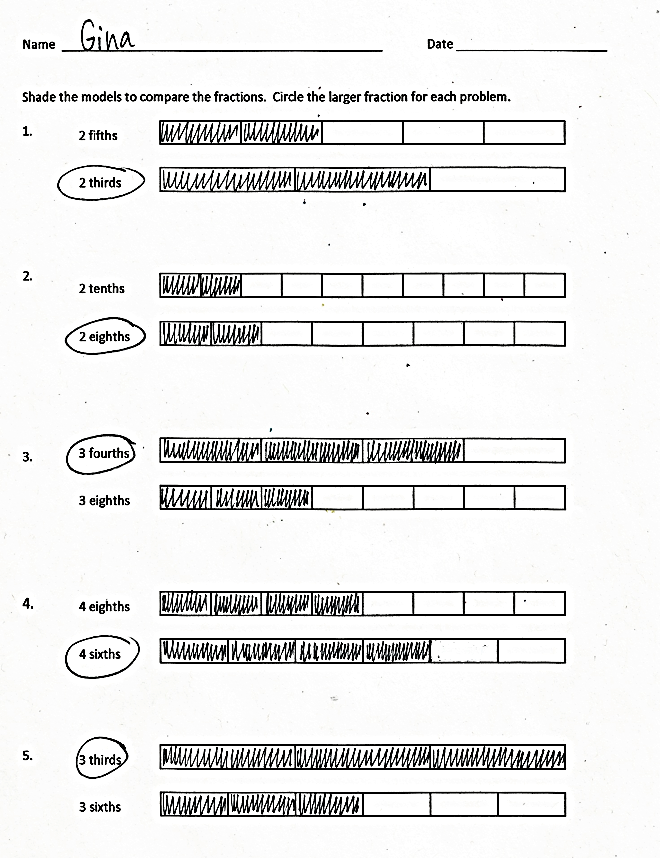 Name Gina Date
Shade the models to compare the fractions. Circle the larger fraction for each problem.
1. 2 fifths
2 thirds
2. 2 tenths
2 eighths
3. 3 fourths
3 eighths
4. 4 eighths
4 sixths
5. 3 thirds
3 sixths